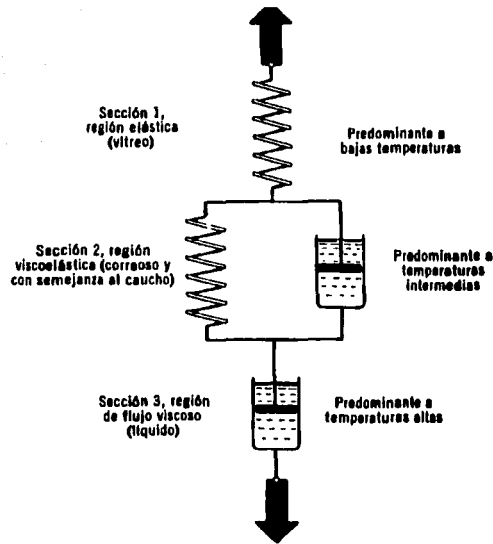 Sección 1,
región elástica
(vítreo)
Predominante a
bajas temperaturas
Sección 2, región
viscoelástica (correoso y
con semejanza al caucho)
Predominante a
temperaturas
intermedias
Sección 3, región
de flujo viscoso
(líquido)
Predominante a
temperaturas altas